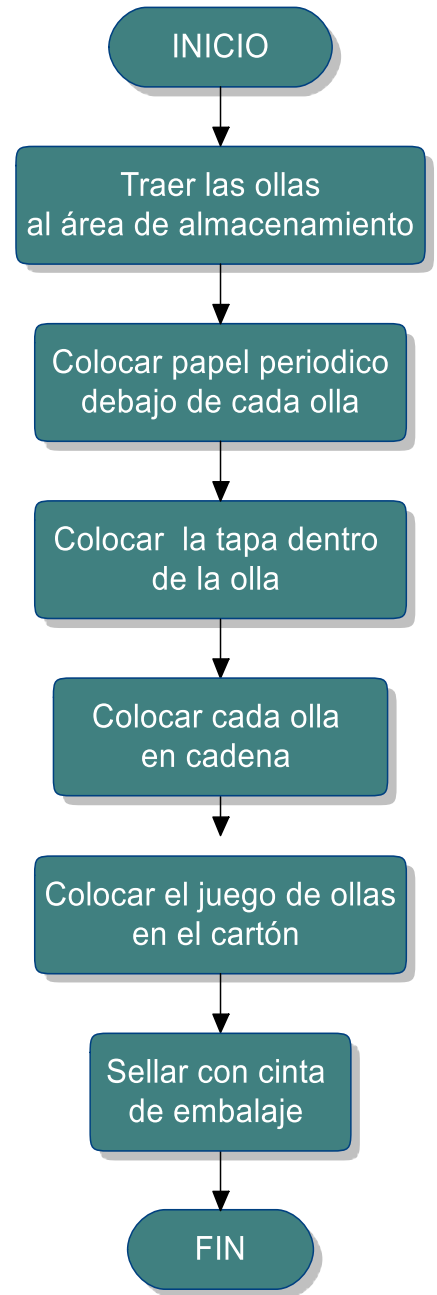 INICIO
Traer las ollas
al área de almacenamiento
Colocar papel periodico
debajo de cada olla
Colocar  la tapa dentro
de la olla
Colocar cada olla
en cadena
Colocar el juego de ollas
en el cartón
Sellar con cinta
de embalaje
FIN